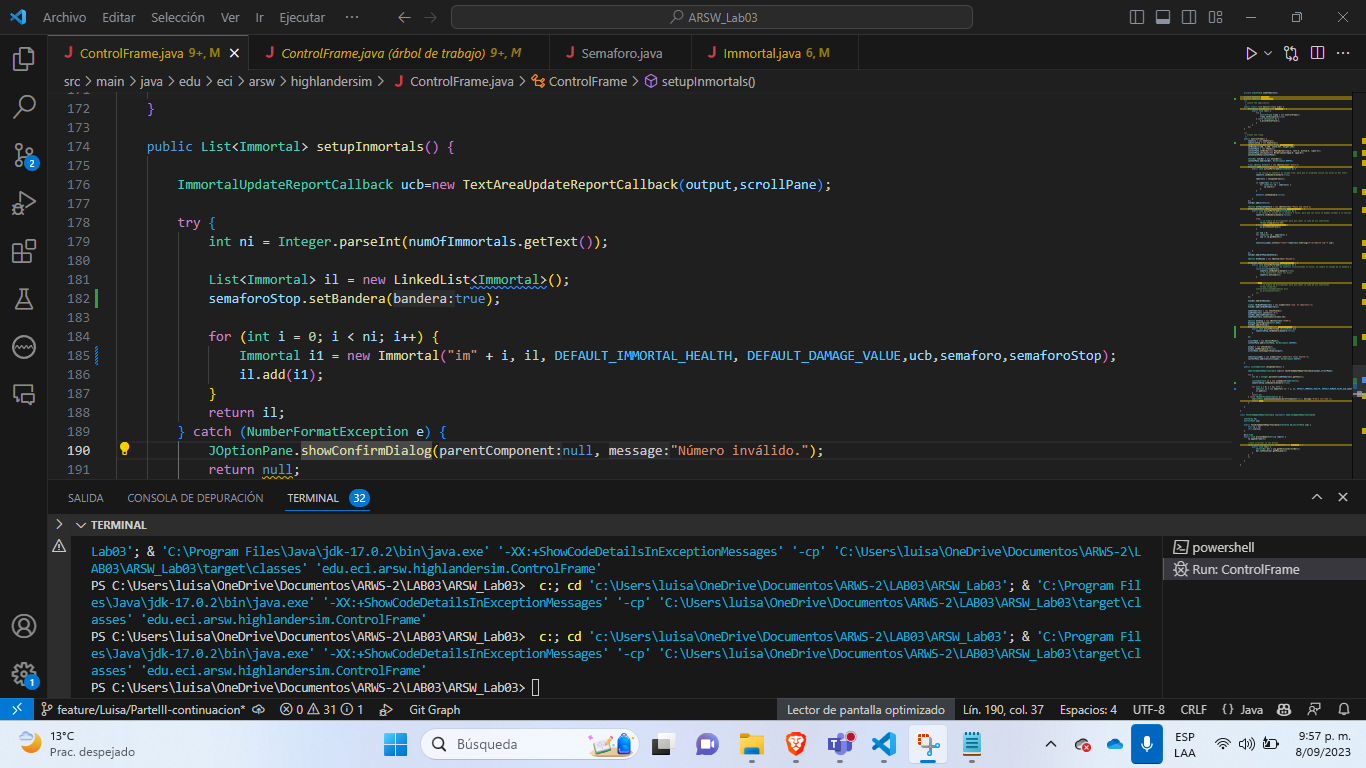 Archivo Editar Selección Ver Ir Ejecutar ··· ARSW_Lab03
ControlFrame.java 9+, M ControlFrame.java (árbol de trabajo) 9+, M Semaforo.java Immortal.java 6, M
src > main > java > edu > eci > arsw > highlandersim > ControlFrame.java > ControlFrame > setupInmortals()
172 }
173
174 public List<Immortal> setupInmortals() {
175
176 ImmortalUpdateReportCallback ucb=new TextAreaUpdateReportCallback(output,scrollPane);
177
178 try {
179 int ni = Integer.parseInt(numOfImmortals.getText());
180
181 List<Immortal> il = new LinkedList<Immortal>();
182 semaforoStop.setBandera(bandera:true);
183
184 for (int i = 0; i < ni; i++) {
185 Immortal i1 = new Immortal("im" + i, il, DEFAULT_IMMORTAL_HEALTH, DEFAULT_DAMAGE_VALUE,ucb,semaforo,semaforoStop);
186 il.add(i1);
187 }
188 return il;
189 } catch (NumberFormatException e) {
190 JOptionPane.showConfirmDialog(parentComponent:null, message:"Número inválido.");
191 return null;
SALIDA CONSOLA DE DEPURACIÓN TERMINAL 32
TERMINAL
Lab03'; & 'C:\Program Files\Java\jdk-17.0.2\bin\java.exe' '-XX:+ShowCodeDetailsInExceptionMessages' '-cp' 'C:\Users\luisa\OneDrive\Documentos\ARWS-2\L
AB03\ARSW_Lab03\target\classes' 'edu.eci.arsw.highlandersim.ControlFrame'
PS C:\Users\luisa\OneDrive\Documentos\ARWS-2\LAB03\ARSW_Lab03> c:; cd 'c:\Users\luisa\OneDrive\Documentos\ARWS-2\LAB03\ARSW_Lab03'; & 'C:\Program Fil
es\Java\jdk-17.0.2\bin\java.exe' '-XX:+ShowCodeDetailsInExceptionMessages' '-cp' 'C:\Users\luisa\OneDrive\Documentos\ARWS-2\LAB03\ARSW_Lab03\target\cl
asses' 'edu.eci.arsw.highlandersim.ControlFrame'
PS C:\Users\luisa\OneDrive\Documentos\ARWS-2\LAB03\ARSW_Lab03> c:; cd 'c:\Users\luisa\OneDrive\Documentos\ARWS-2\LAB03\ARSW_Lab03'; & 'C:\Program Fil
es\Java\jdk-17.0.2\bin\java.exe' '-XX:+ShowCodeDetailsInExceptionMessages' '-cp' 'C:\Users\luisa\OneDrive\Documentos\ARWS-2\LAB03\ARSW_Lab03\target\cl
asses' 'edu.eci.arsw.highlandersim.ControlFrame'
PS C:\Users\luisa\OneDrive\Documentos\ARWS-2\LAB03\ARSW_Lab03>
powershell
Run: ControlFrame
2
1
feature/Luisa/ParteIII-continuacion* 0 31 1 Git Graph Lector de pantalla optimizado Lín. 190, col. 37 Espacios: 4 UTF-8 CRLF {} Java
13°C
Prac. despejado
Búsqueda
ESP
LAA
9:57 p. m.
8/09/2023